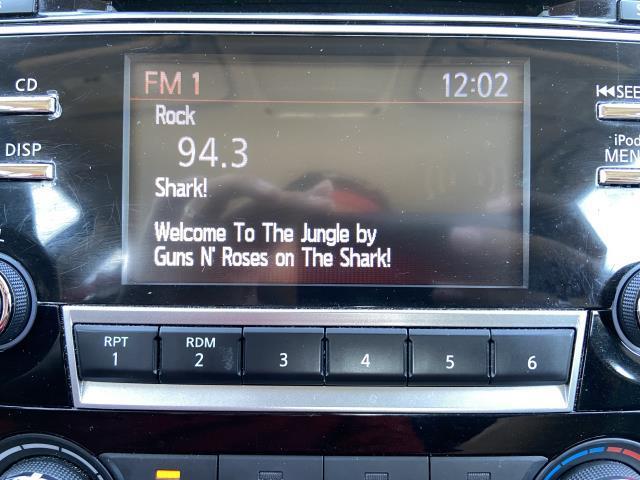 FM 1 12:02
CD
Rock
SEE
94.3
iPod
DISP
MEN
Shark!
Welcome To The Jungle by
Guns N' Roses on The Shark!
RPT RDM
1 2 3 4 5 6